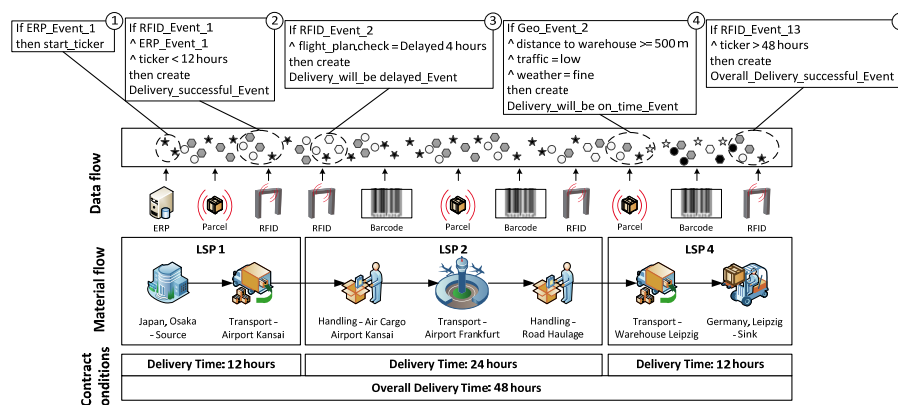 1
If ERP_Event_1
then start_ticker
2
If RFID_Event_1
^ ERP_Event_1
^ ticker < 12 hours
then create
Delivery_successful_Event
3
If RFID_Event_2
^ flight_plan.check = Delayed 4 hours
then create
Delivery_will_be delayed_Event
4
If Geo_Event_2
^ distance to warehouse >= 500 m
^ traffic = low
^ weather = fine
then create
Delivery_will_be on_time_Event
If RFID_Event_13
^ ticker > 48 hours
then create
Overall_Delivery_successful_Event
Data flow
ERP
Parcel
RFID
RFID
Barcode
Parcel
Barcode
RFID
Parcel
Barcode
RFID
Material flow
LSP 1
LSP 2
LSP 4
Japan, Osaka
– Source
Transport –
Airport Kansai
Handling – Air Cargo
Airport Kansai
Transport –
Airport Frankfurt
Handling –
Road Haulage
Transport –
Warehouse Leipzig
Germany, Leipzig
– Sink
Contract
conditions
Delivery Time: 12 hours
Delivery Time: 24 hours
Delivery Time: 12 hours
Overall Delivery Time: 48 hours